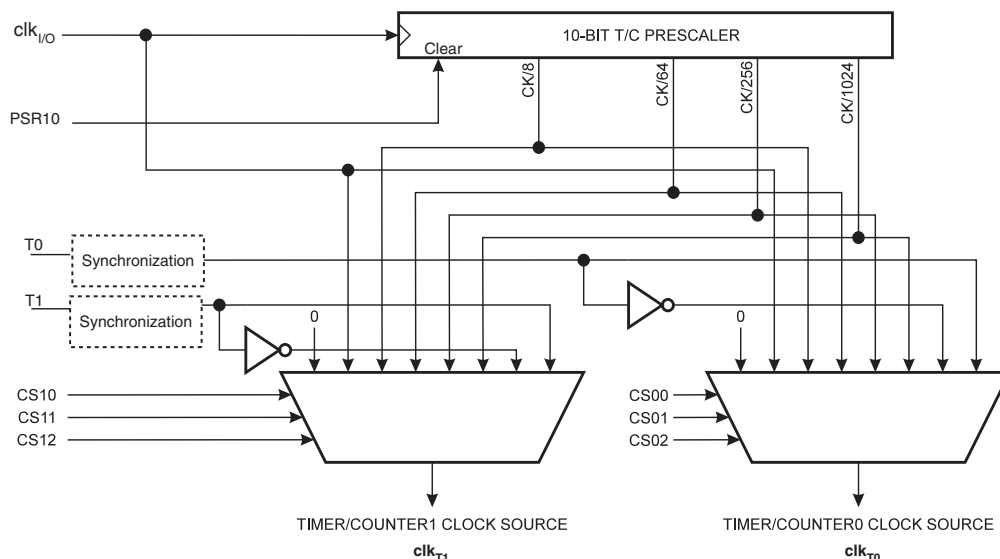 clkI/O
10-BIT T/C PRESCALER
Clear
CK/8
CK/64
CK/256
CK/1024
PSR10
T0
Synchronization
T1
Synchronization
0
0
CS10
CS11
CS12
CS00
CS01
CS02
TIMER/COUNTER1 CLOCK SOURCE
clkT1
TIMER/COUNTER0 CLOCK SOURCE
clkT0